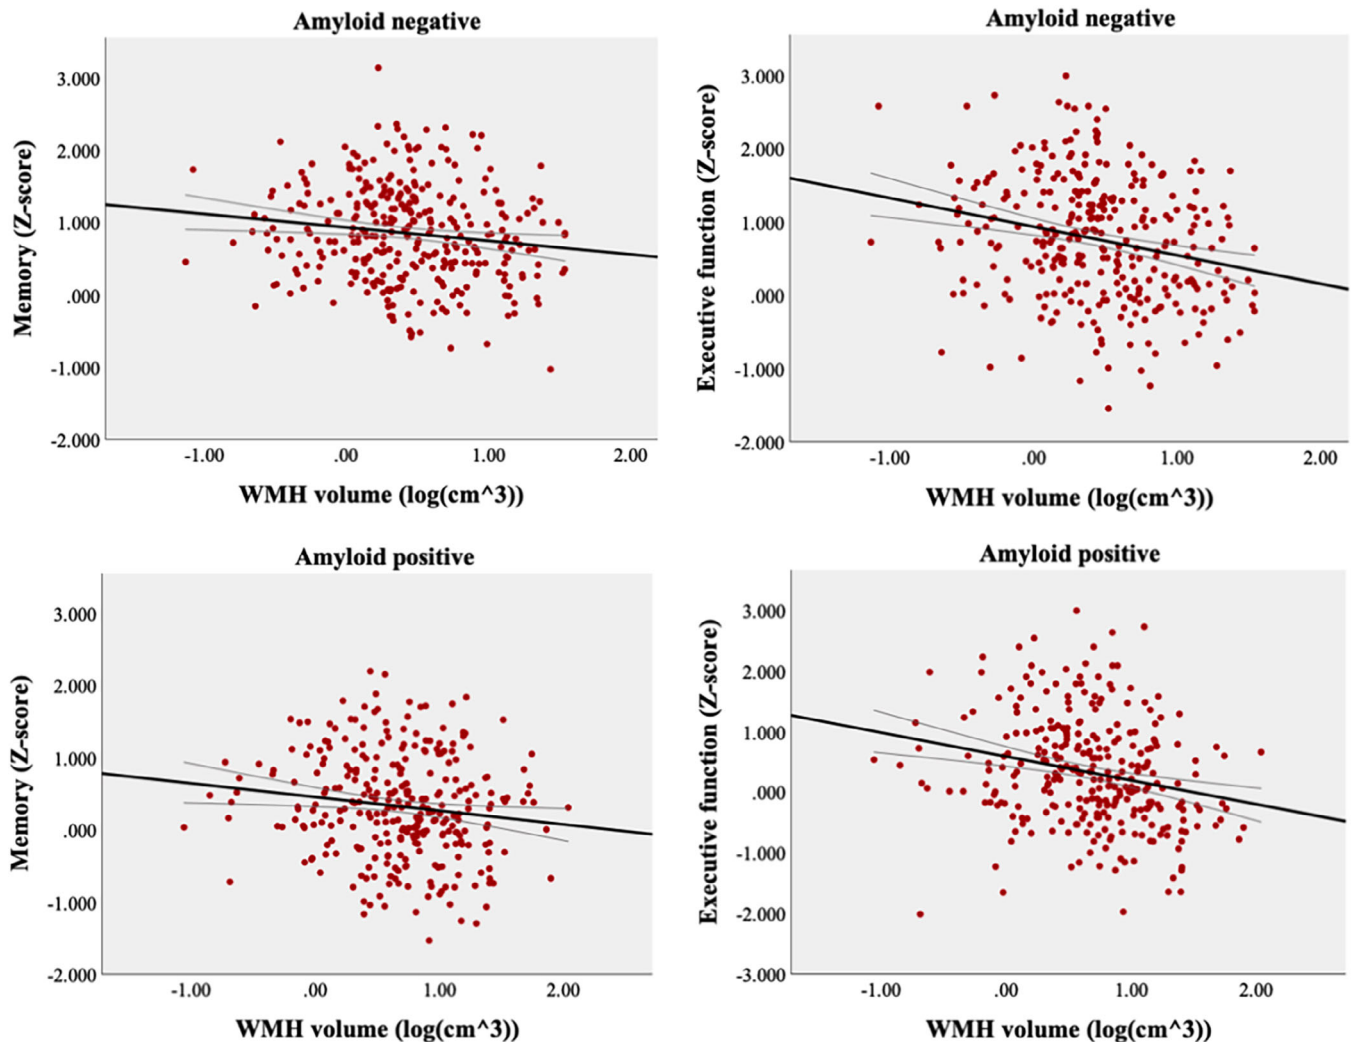 Amyloid negative
Memory (Z-score)
3.000
2.000
1.000
.000
-1.000
-2.000
-1.00 .00 1.00 2.00
WMH volume (log(cm^3))
Amyloid negative
Executive function (Z-score)
3.000
2.000
1.000
.000
-1.000
-2.000
-1.00 .00 1.00 2.00
WMH volume (log(cm^3))
Amyloid positive
Memory (Z-score)
3.000
2.000
1.000
.000
-1.000
-2.000
-1.00 .00 1.00 2.00
WMH volume (log(cm^3))
Amyloid positive
Executive function (Z-score)
3.000
2.000
1.000
.000
-1.000
-2.000
-3.000
-1.00 .00 1.00 2.00
WMH volume (log(cm^3))